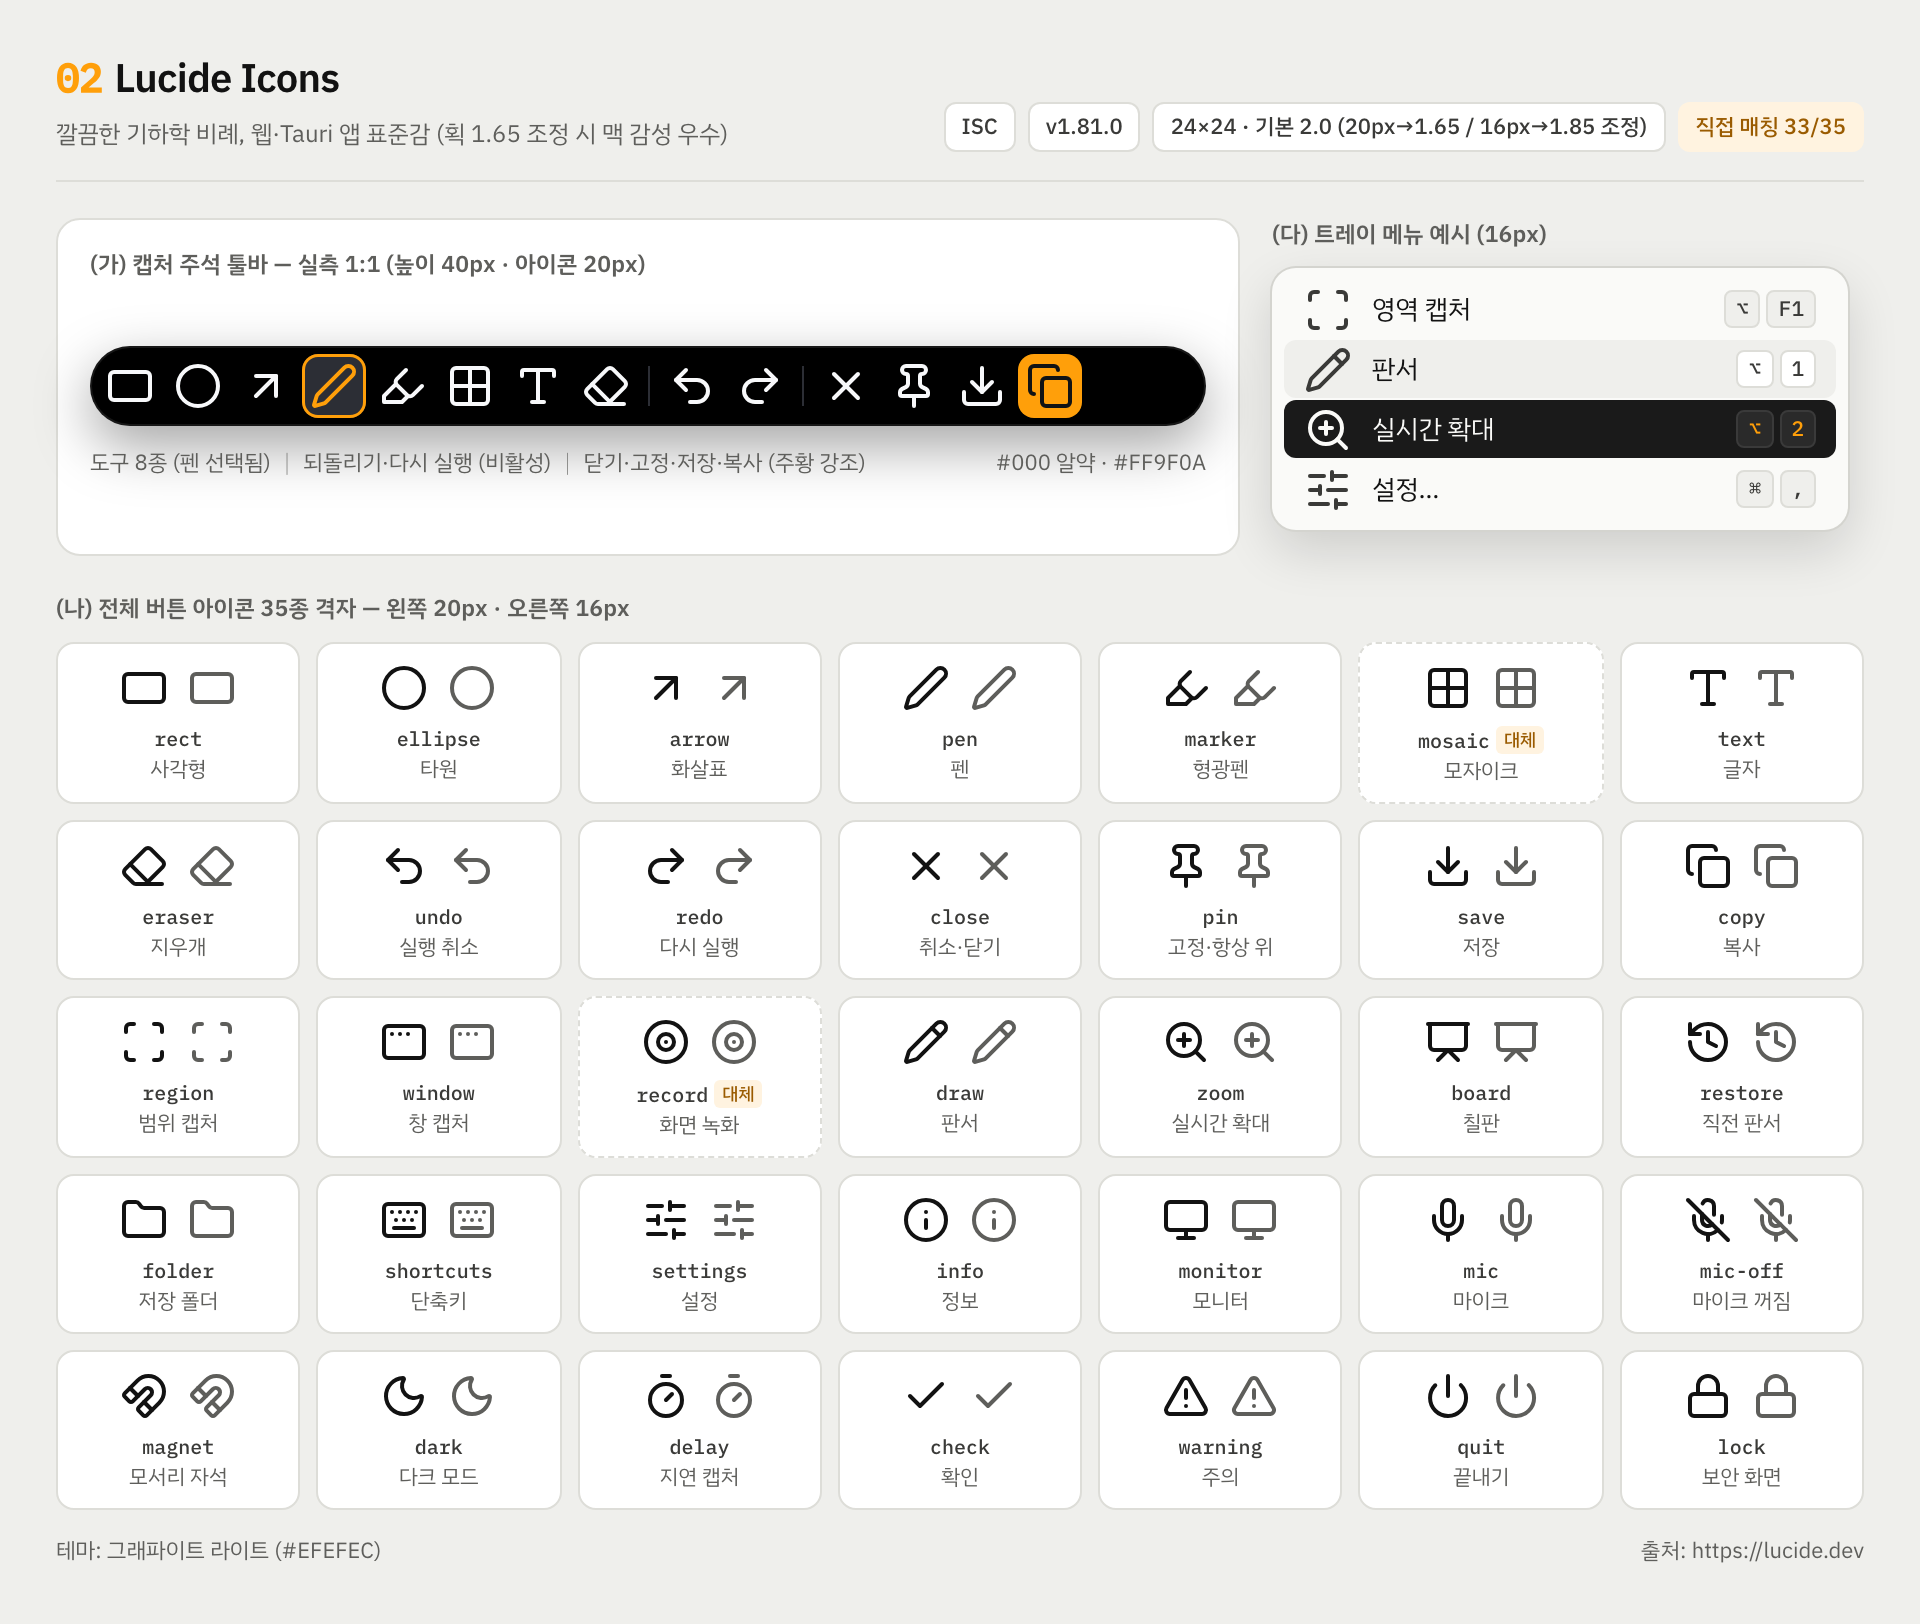 02 Lucide Icons
깔끔한 기하학 비례, 웹·Tauri 앱 표준감 (획 1.65 조정 시 맥 감성 우수)
ISC
v1.81.0
24×24 · 기본 2.0 (20px→1.65 / 16px→1.85 조정)
직접 매칭 33/35
(가) 캡처 주석 툴바 — 실측 1:1 (높이 40px · 아이콘 20px)
도구 8종 (펜 선택됨) | 되돌리기·다시 실행 (비활성) | 닫기·고정·저장·복사 (주황 강조)
#000 알약 · #FF9F0A
(다) 트레이 메뉴 예시 (16px)
영역 캡처 ⌥ F1
판서 ⌥ 1
실시간 확대 ⌥ 2
설정... ⌘ ,
(나) 전체 버튼 아이콘 35종 격자 — 왼쪽 20px · 오른쪽 16px
rect
사각형
ellipse
타원
arrow
화살표
pen
펜
marker
형광펜
mosaic 대체
모자이크
text
글자
eraser
지우개
undo
실행 취소
redo
다시 실행
close
취소·닫기
pin
고정·항상 위
save
저장
copy
복사
region
범위 캡처
window
창 캡처
record 대체
화면 녹화
draw
판서
zoom
실시간 확대
board
칠판
restore
직전 판서
folder
저장 폴더
shortcuts
단축키
settings
설정
info
정보
monitor
모니터
mic
마이크
mic-off
마이크 꺼짐
magnet
모서리 자석
dark
다크 모드
delay
지연 캡처
check
확인
warning
주의
quit
끝내기
lock
보안 화면
테마: 그래파이트 라이트 (#EFEFEC)
출처: https://lucide.dev